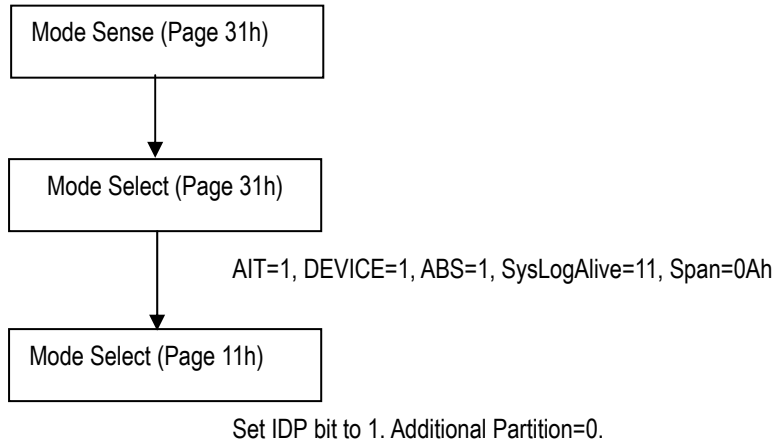 Mode Sense (Page 31h)
Mode Select (Page 31h)
AIT=1, DEVICE=1, ABS=1, SysLogAlive=11, Span=0Ah
Mode Select (Page 11h)
Set IDP bit to 1. Additional Partition=0.